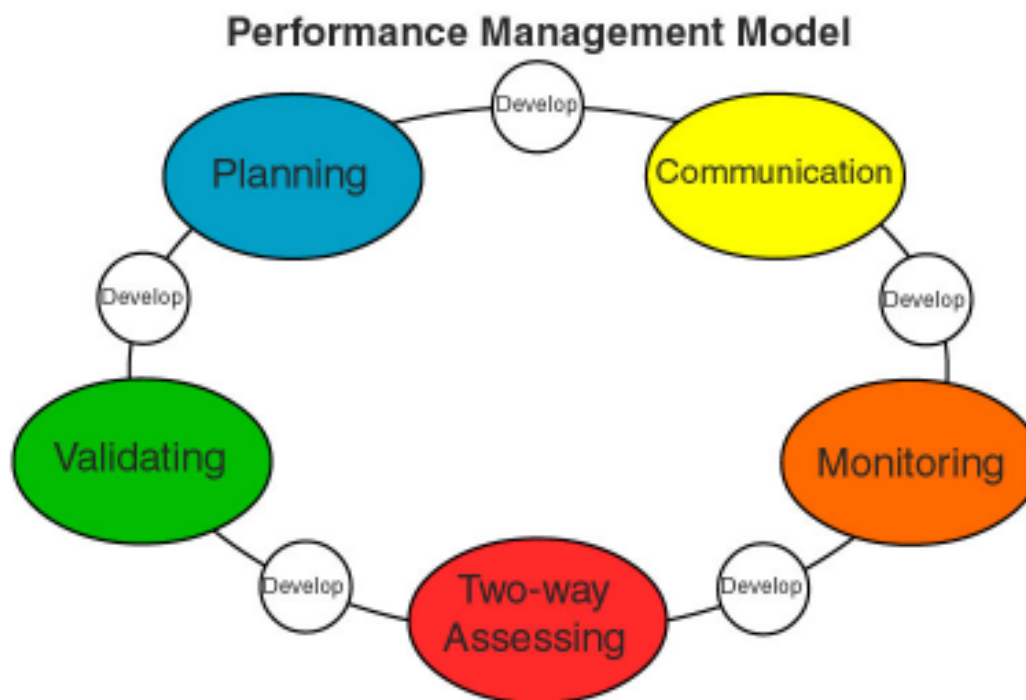 Performance Management Model
Develop
Planning
Communication
Develop
Develop
Validating
Monitoring
Develop
Develop
Two-way
Assessing